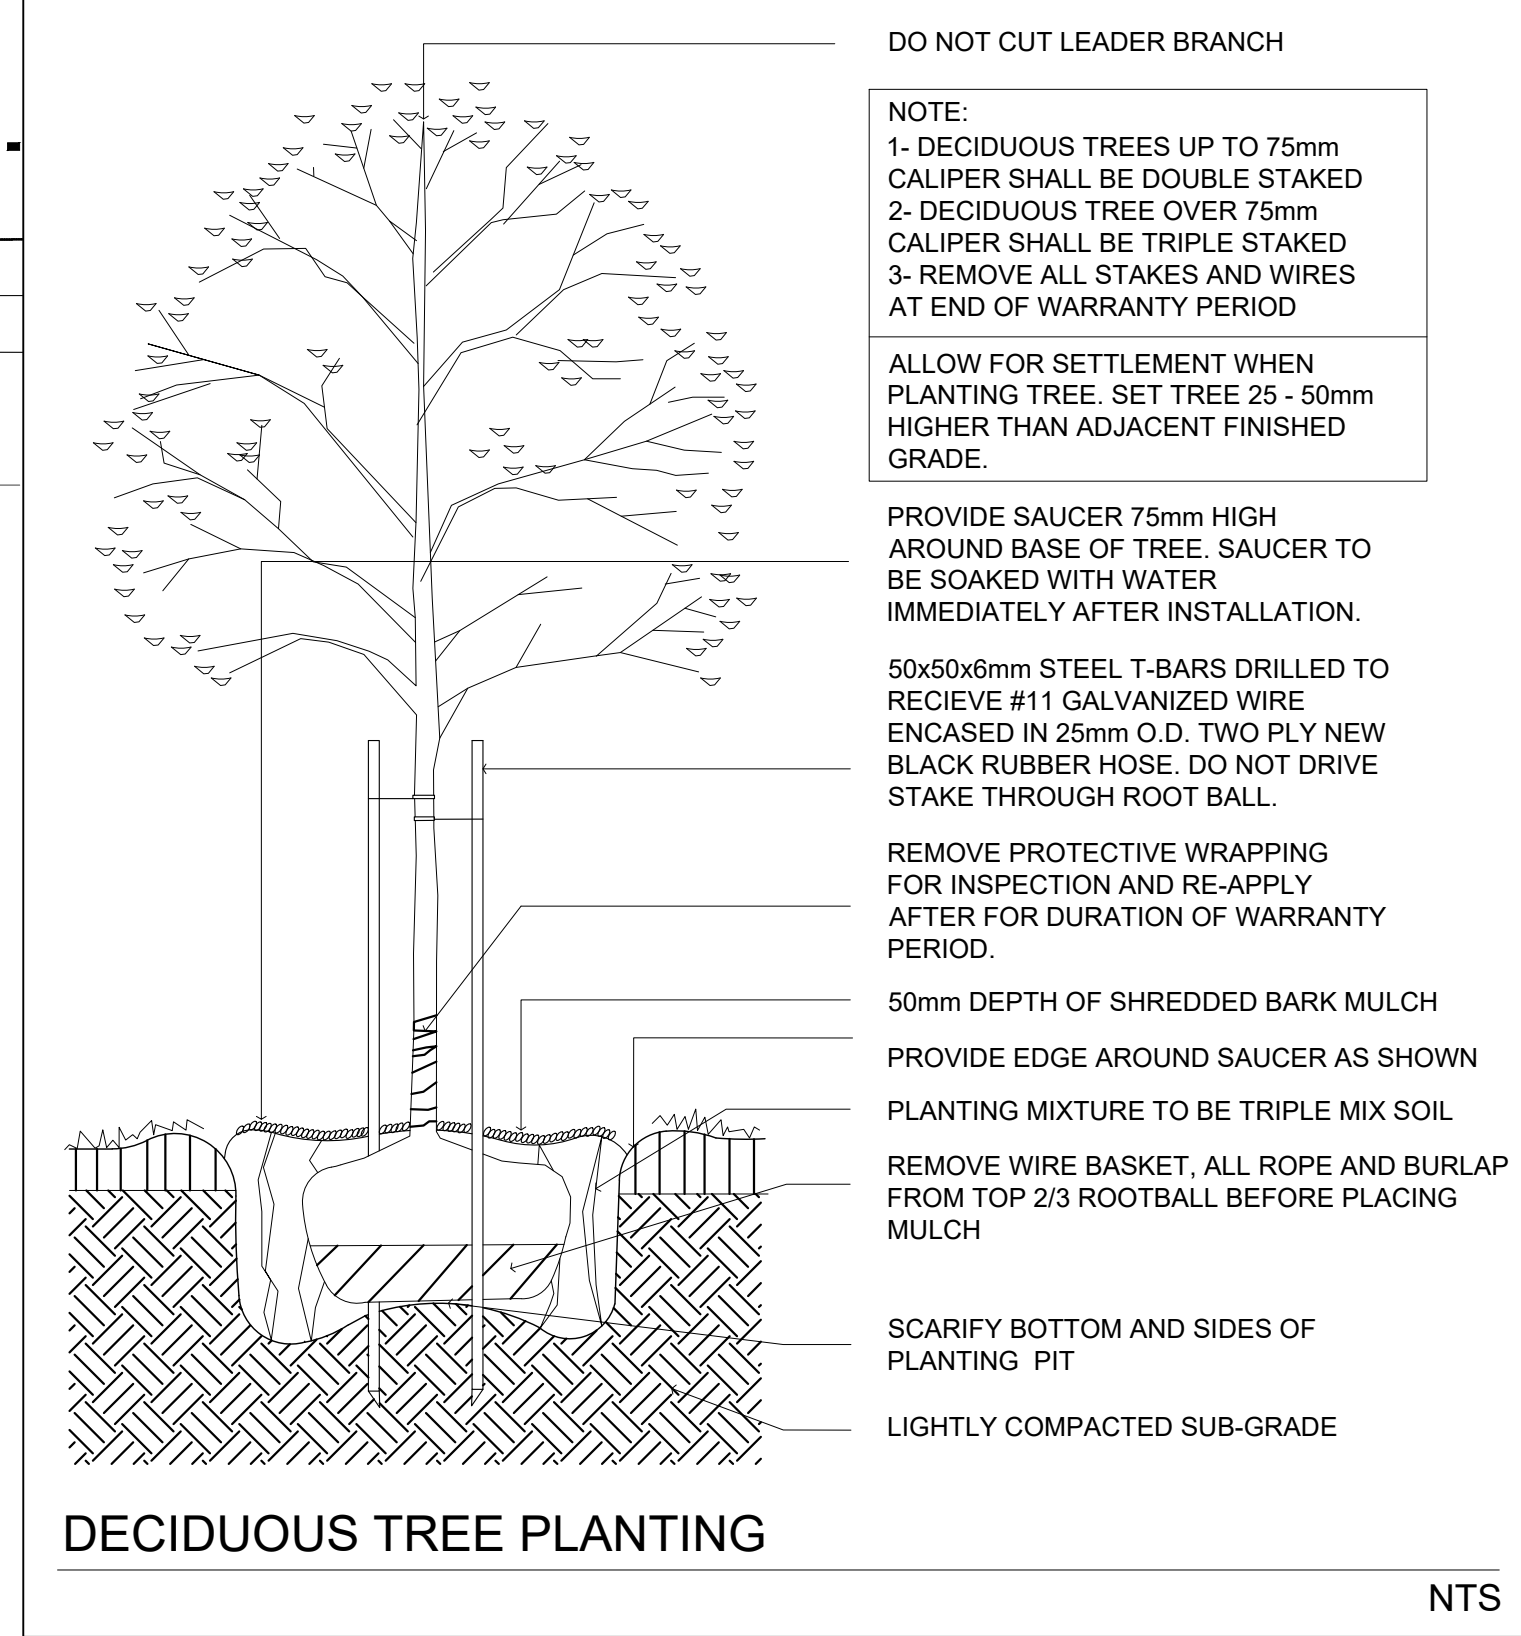 DO NOT CUT LEADER BRANCH
NOTE:
1- DECIDUOUS TREES UP TO 75mm
CALIPER SHALL BE DOUBLE STAKED
2- DECIDUOUS TREE OVER 75mm
CALIPER SHALL BE TRIPLE STAKED
3- REMOVE ALL STAKES AND WIRES
AT END OF WARRANTY PERIOD
ALLOW FOR SETTLEMENT WHEN
PLANTING TREE. SET TREE 25 - 50mm
HIGHER THAN ADJACENT FINISHED
GRADE.
PROVIDE SAUCER 75mm HIGH
AROUND BASE OF TREE. SAUCER TO
BE SOAKED WITH WATER
IMMEDIATELY AFTER INSTALLATION.
50x50x6mm STEEL T-BARS DRILLED TO
RECIEVE #11 GALVANIZED WIRE
ENCASED IN 25mm O.D. TWO PLY NEW
BLACK RUBBER HOSE. DO NOT DRIVE
STAKE THROUGH ROOT BALL.
REMOVE PROTECTIVE WRAPPING
FOR INSPECTION AND RE-APPLY
AFTER FOR DURATION OF WARRANTY
PERIOD.
50mm DEPTH OF SHREDDED BARK MULCH
PROVIDE EDGE AROUND SAUCER AS SHOWN
PLANTING MIXTURE TO BE TRIPLE MIX SOIL
REMOVE WIRE BASKET, ALL ROPE AND BURLAP
FROM TOP 2/3 ROOTBALL BEFORE PLACING
MULCH
SCARIFY BOTTOM AND SIDES OF
PLANTING PIT
LIGHTLY COMPACTED SUB-GRADE
DECIDUOUS TREE PLANTING
NTS